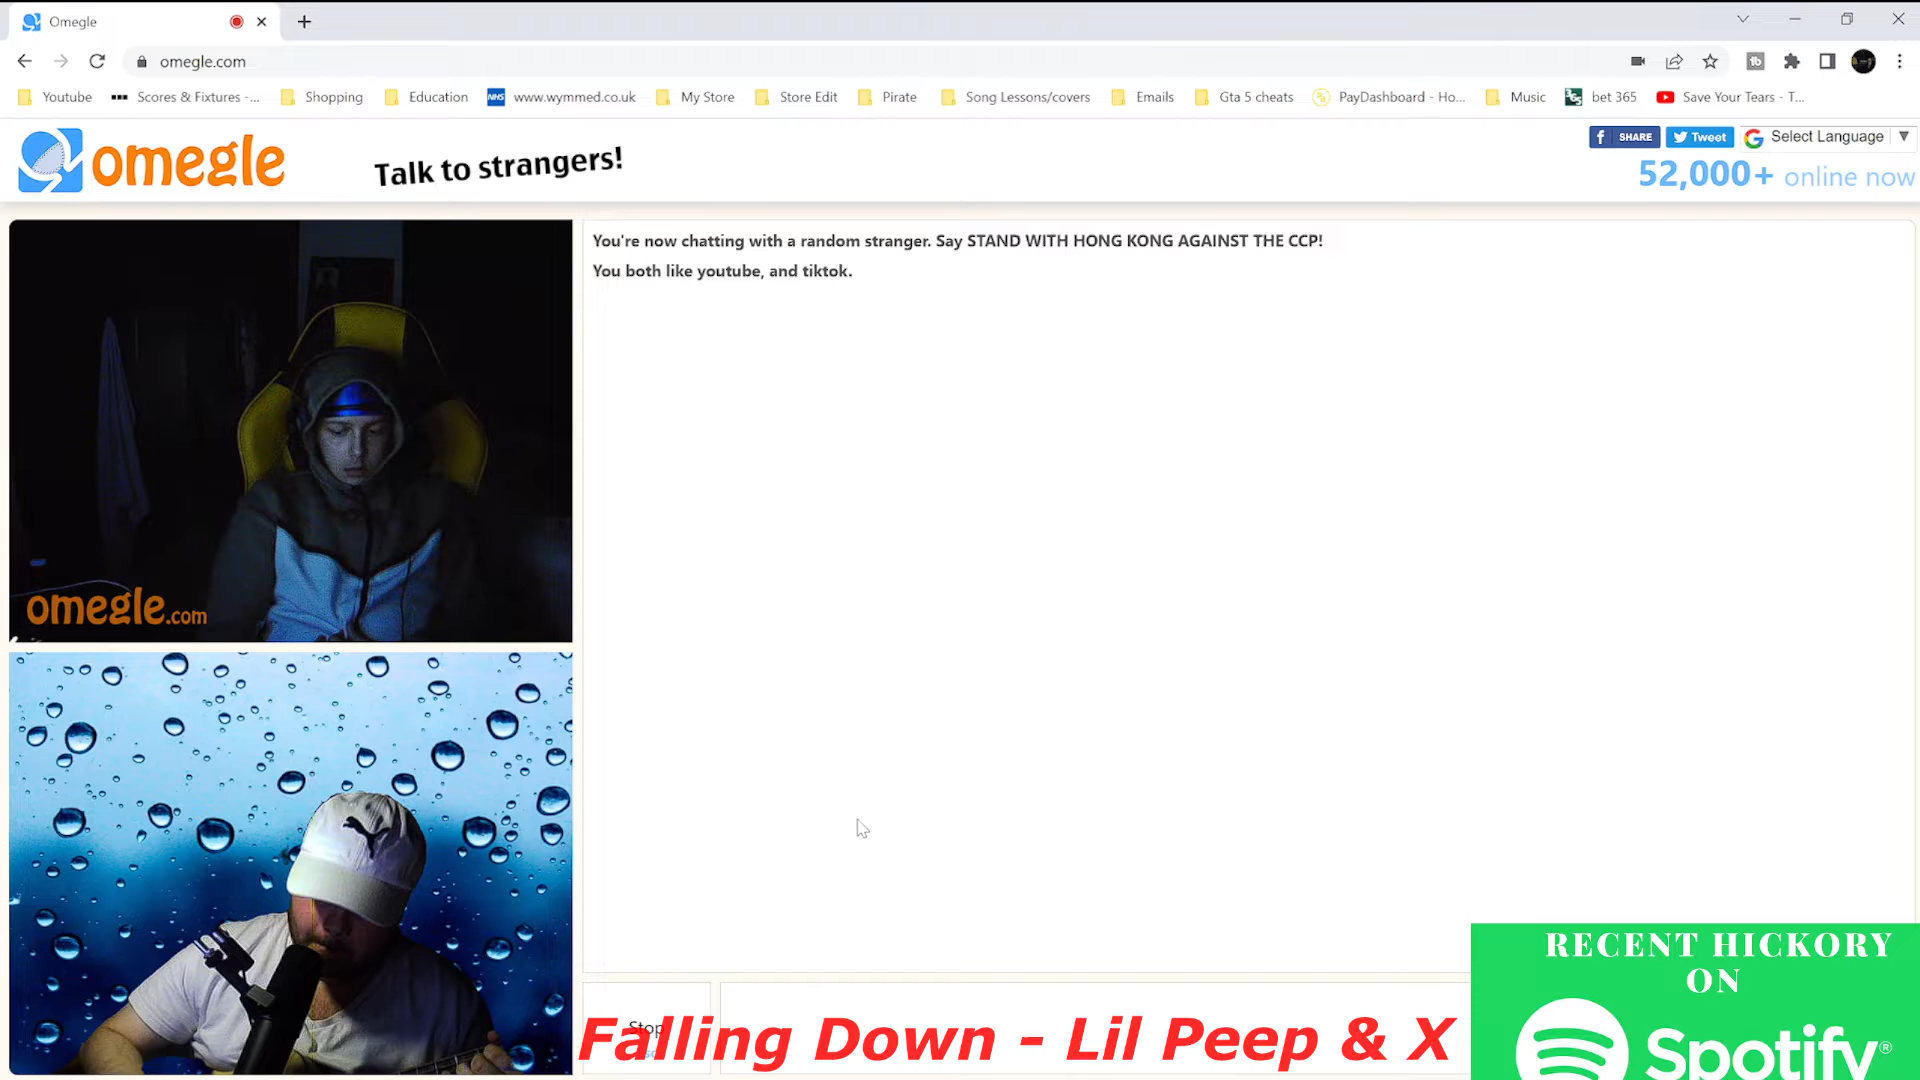 Omegle
omegle.com
Youtube
Scores & Fixtures -...
Shopping
Education
NHS
www.wymmed.co.uk
My Store
Store Edit
Pirate
Song Lessons/covers
Emails
Gta 5 cheats
PayDashboard - Ho...
Music
bet 365
Save Your Tears - T...
omegle
Talk to strangers!
SHARE
Tweet
Select Language
52,000+ online now
You're now chatting with a random stranger. Say STAND WITH HONG KONG AGAINST THE CCP!
You both like youtube, and tiktok.
omegle.com
Stop
Falling Down - Lil Peep & X
RECENT HICKORY
ON
Spotify®